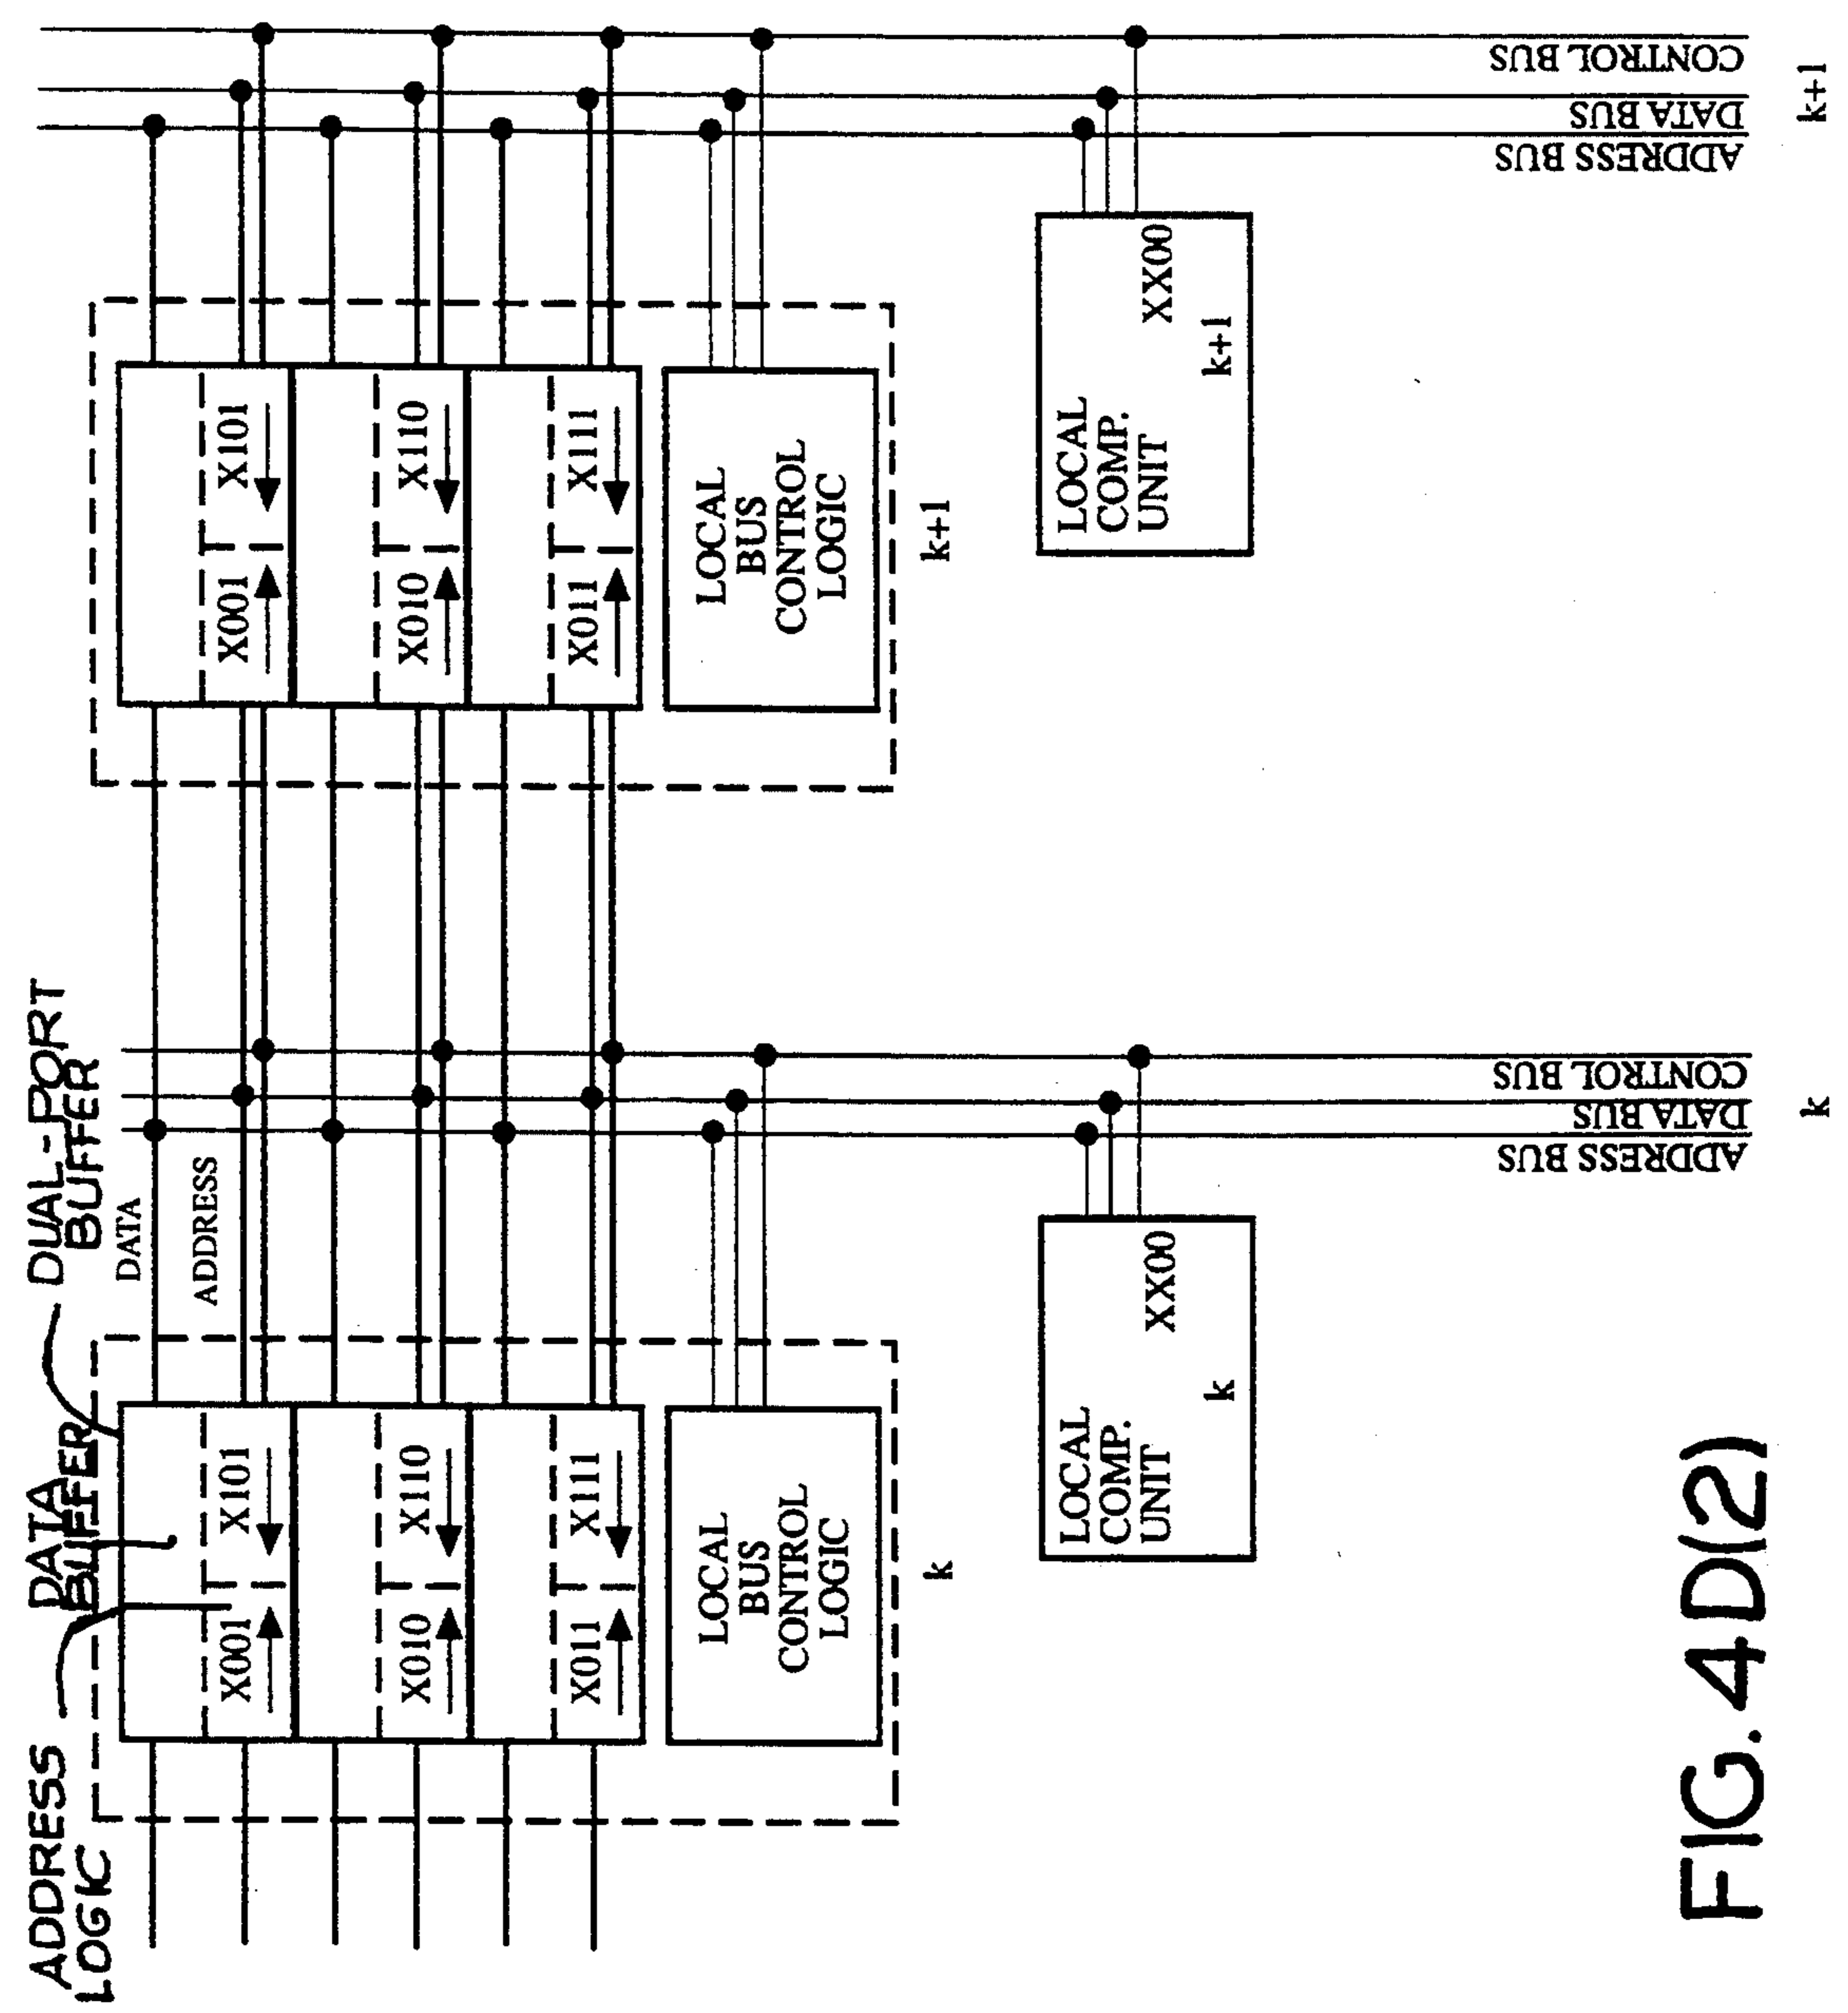 ADDRESS
LOGIC
DATA
BUFFER
DUAL-PORT
BUFFER
DATA
ADDRESS
X001
X101
X010
X110
X011
X111
LOCAL
BUS
CONTROL
LOGIC
k
X001
X101
X010
X110
X011
X111
LOCAL
BUS
CONTROL
LOGIC
k+1
LOCAL
COMP.
UNIT
XX00
k
LOCAL
COMP.
UNIT
XX00
k+1
CONTROL BUS
DATA BUS
ADDRESS BUS
k
CONTROL BUS
DATA BUS
ADDRESS BUS
k+1
FIG. 4D(2)